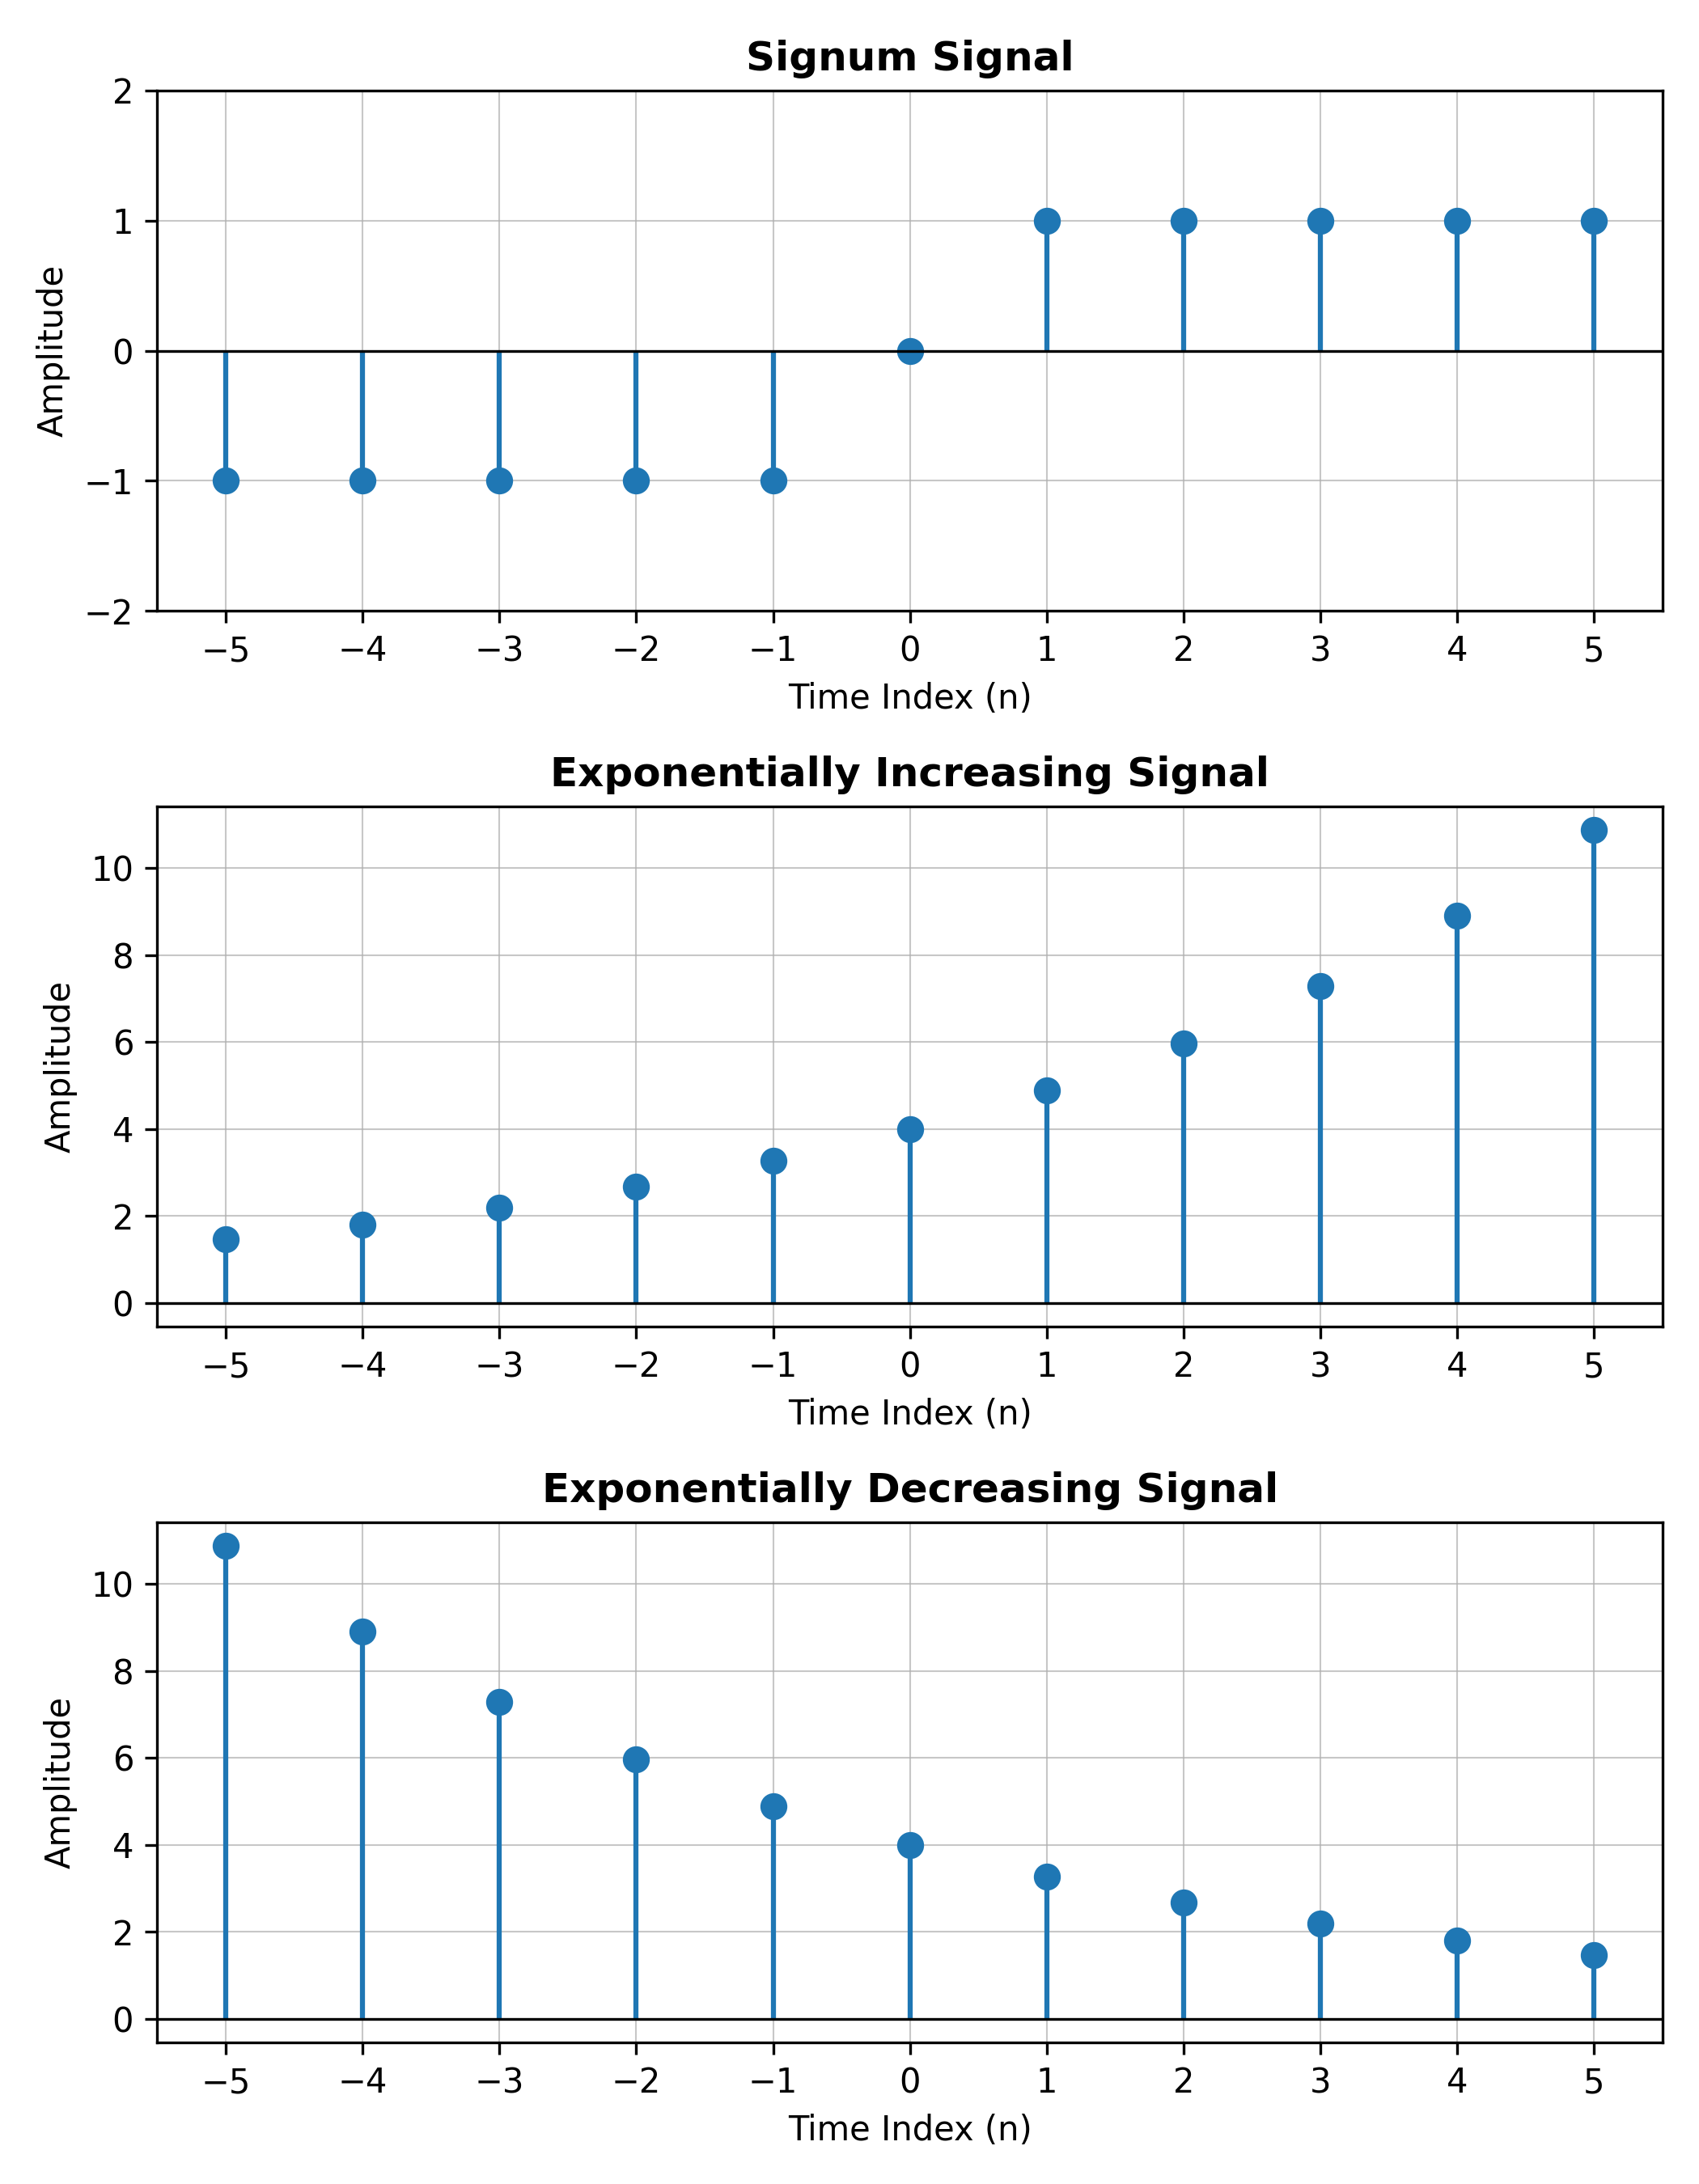 Signum Signal
2
1
0
−1
−2
Amplitude
−5 −4 −3 −2 −1 0 1 2 3 4 5
Time Index (n)
Exponentially Increasing Signal
10
8
6
4
2
0
Amplitude
−5 −4 −3 −2 −1 0 1 2 3 4 5
Time Index (n)
Exponentially Decreasing Signal
10
8
6
4
2
0
Amplitude
−5 −4 −3 −2 −1 0 1 2 3 4 5
Time Index (n)